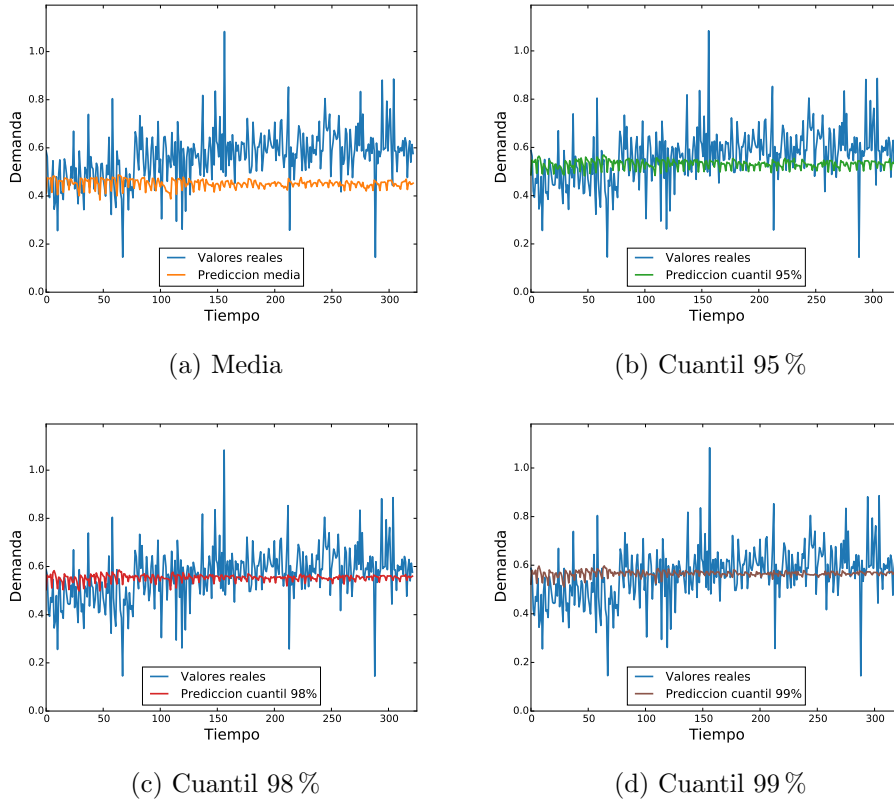 Demanda
1.0
0.8
0.6
0.4
0.2
0.0
Valores reales
Prediccion media
0 50 100 150 200 250 300
Tiempo
(a) Media
Demanda
1.0
0.8
0.6
0.4
0.2
0.0
Valores reales
Prediccion cuantil 95%
0 50 100 150 200 250 300
Tiempo
(b) Cuantil 95 %
Demanda
1.0
0.8
0.6
0.4
0.2
0.0
Valores reales
Prediccion cuantil 98%
0 50 100 150 200 250 300
Tiempo
(c) Cuantil 98 %
Demanda
1.0
0.8
0.6
0.4
0.2
0.0
Valores reales
Prediccion cuantil 99%
0 50 100 150 200 250 300
Tiempo
(d) Cuantil 99 %